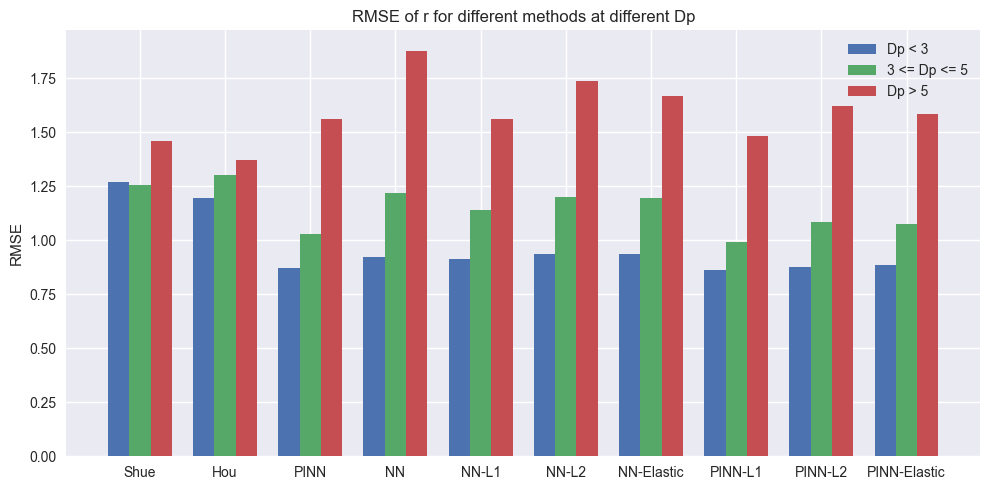 RMSE of r for different methods at different Dp
Dp < 3
3 <= Dp <= 5
Dp > 5
RMSE
1.75
1.50
1.25
1.00
0.75
0.50
0.25
0.00
Shue Hou PINN NN NN-L1 NN-L2 NN-Elastic PINN-L1 PINN-L2 PINN-Elastic